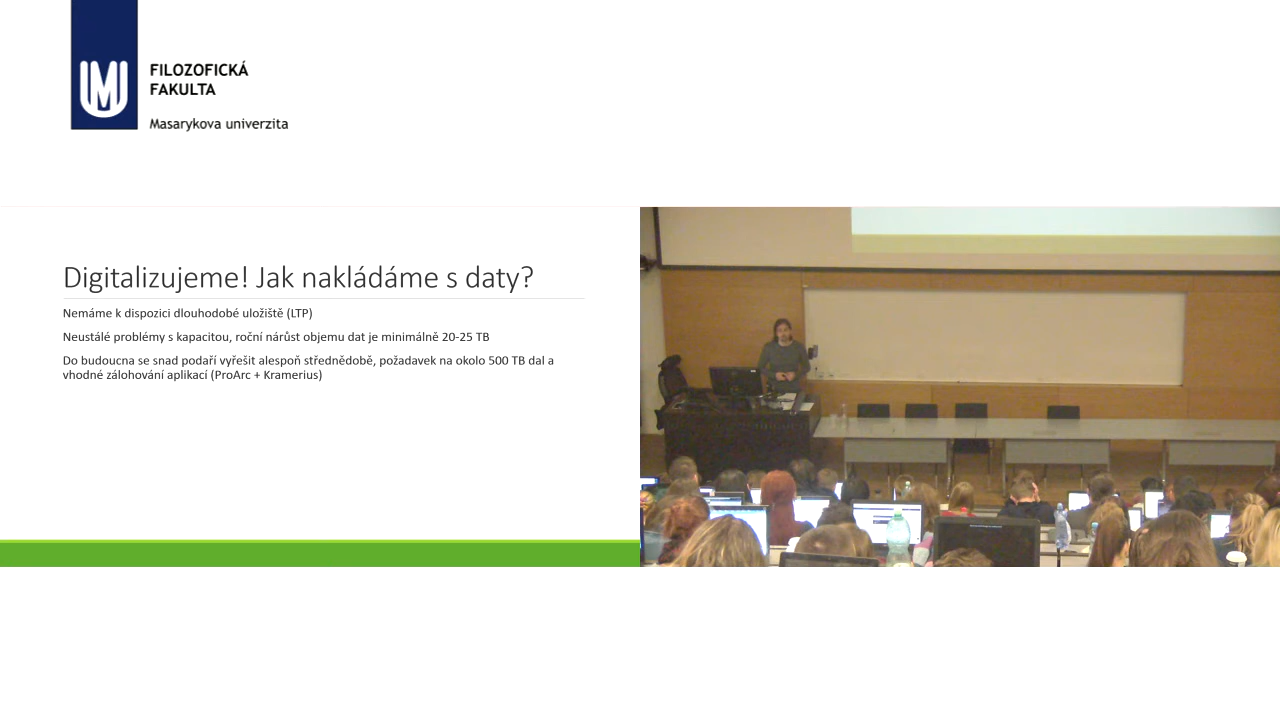 FILOZOFICKÁ
FAKULTA
Masarykova univerzita
Digitalizujeme! Jak nakládáme s daty?
Nemáme k dispozici dlouhodobé uložiště (LTP)
Neustálé problémy s kapacitou, roční nárůst objemu dat je minimálně 20-25 TB
Do budoucna se snad podaří vyřešit alespoň střednědobě, požadavek na okolo 500 TB dal a
vhodné zálohování aplikací (ProArc + Kramerius)